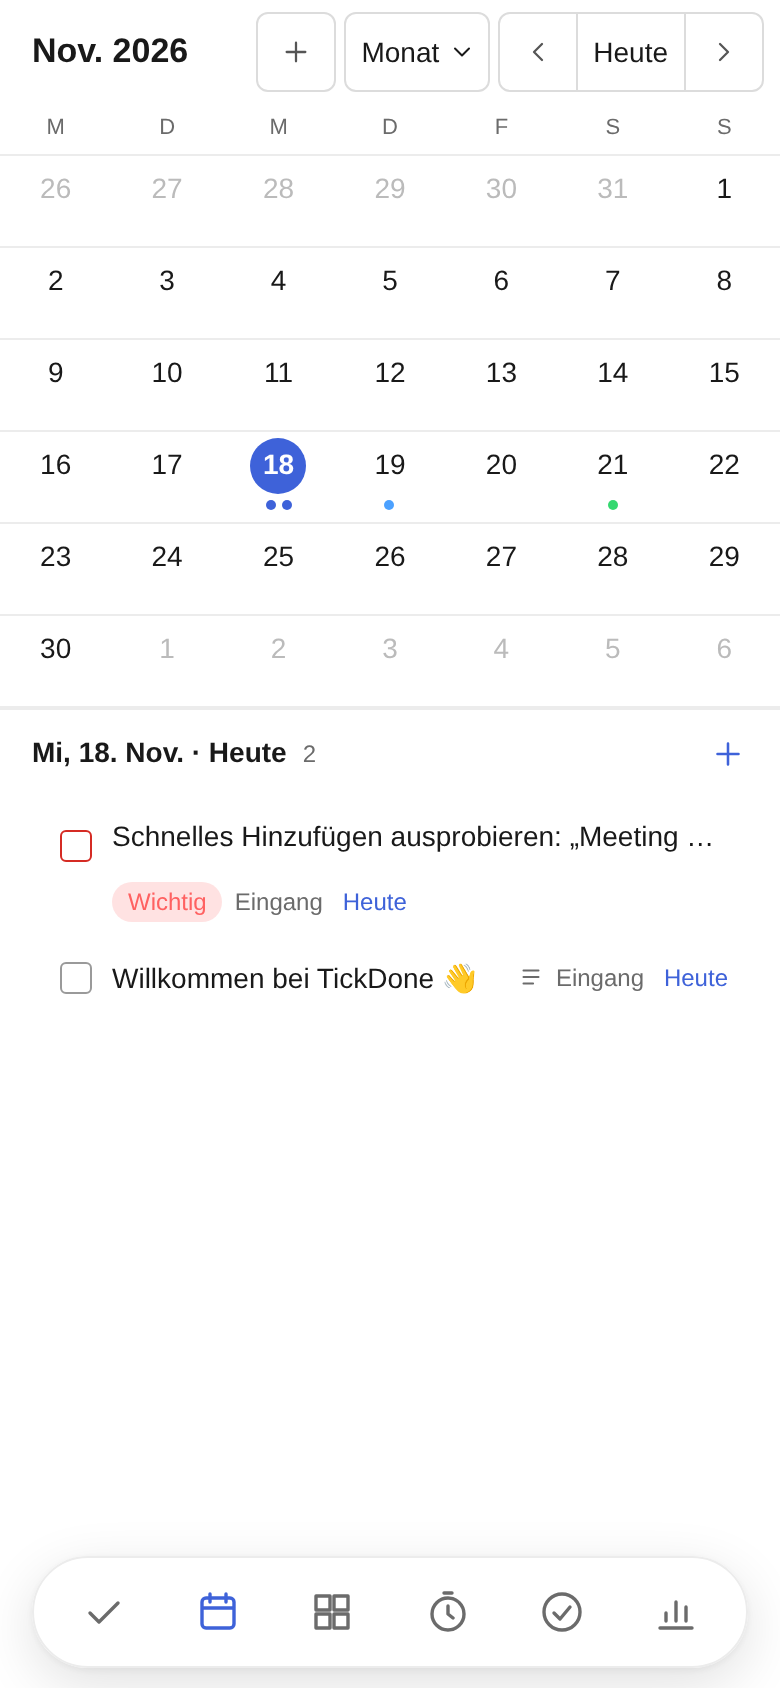 Nov. 2026 Monat Heute
M D M D F S S
26 27 28 29 30 31 1
2 3 4 5 6 7 8
9 10 11 12 13 14 15
16 17 18 19 20 21 22
23 24 25 26 27 28 29
30 1 2 3 4 5 6
Mi, 18. Nov. · Heute 2
Schnelles Hinzufügen ausprobieren: „Meeting …
Wichtig Eingang Heute
Willkommen bei TickDone 👋 Eingang Heute